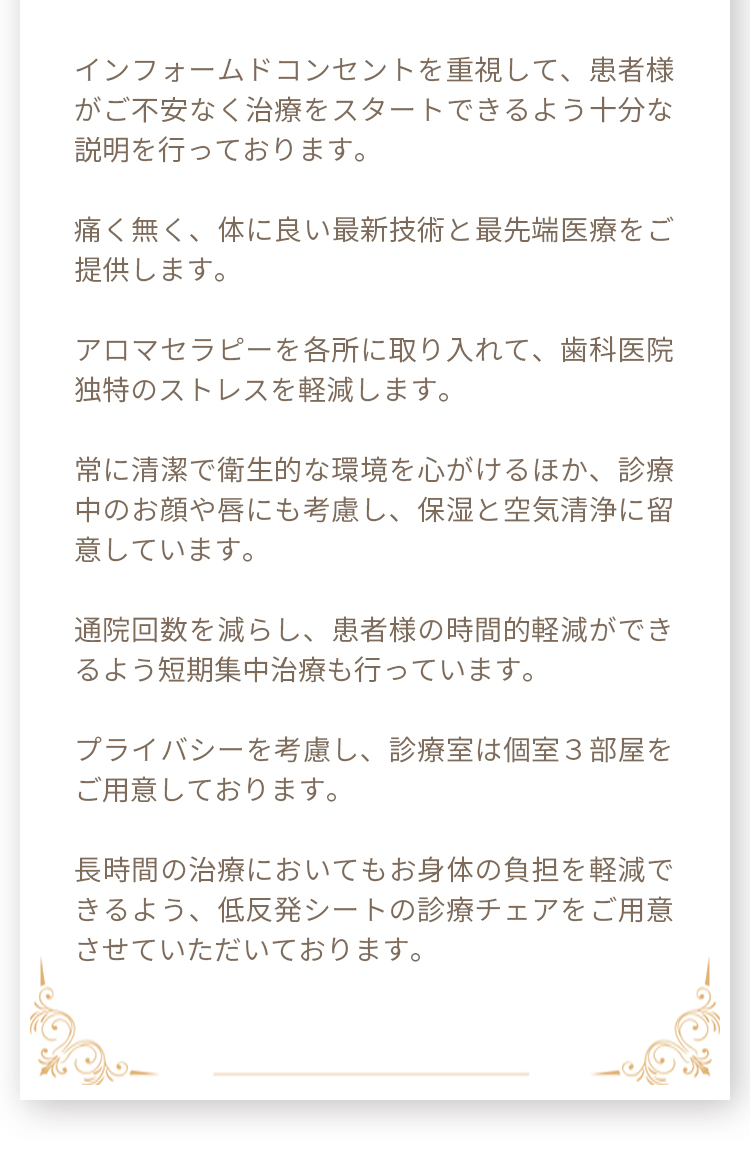 インフォームドコンセントを重視して、患者様
がご不安なく治療をスタートできるよう十分な
説明を行っております。
痛く無く、体に良い最新技術と最先端医療をご
提供します。
アロマセラピーを各所に取り入れて、歯科医院
独特のストレスを軽減します。
常に清潔で衛生的な環境を心がけるほか、診療
中のお顔や唇にも考慮し、保湿と空気清浄に留
意しています。
通院回数を減らし、患者様の時間的軽減ができ
るよう短期集中治療も行っています。
プライバシーを考慮し、診療室は個室３部屋を
ご用意しております。
長時間の治療においてもお身体の負担を軽減で
きるよう、低反発シートの診療チェアをご用意
させていただいております。